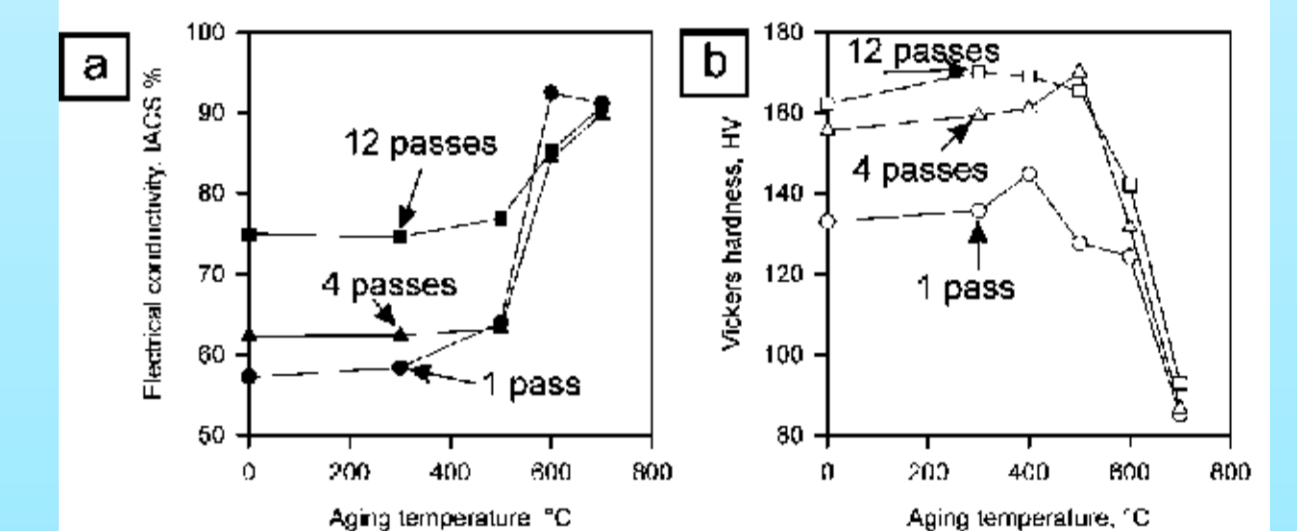 a
Electrical conductivity, IACS %
100
90
80
70
60
50
12 passes
4 passes
1 pass
0
200
400
600
800
Aging temperature °C
b
Vickers hardness, HV
180
160
140
120
100
80
12 passes
4 passes
1 pass
0
200
400
600
800
Aging temperature, °C